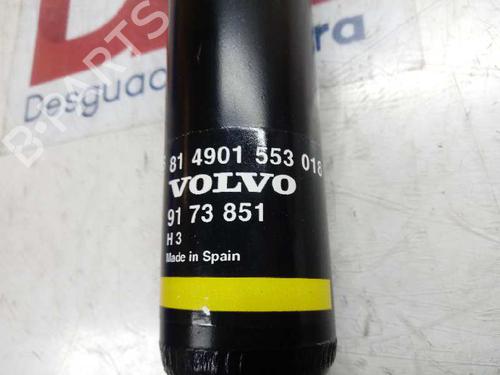 Desguac
ra
B-PARTS
81 4901 553 018
VOLVO
91 73 851
H 3
Made in Spain